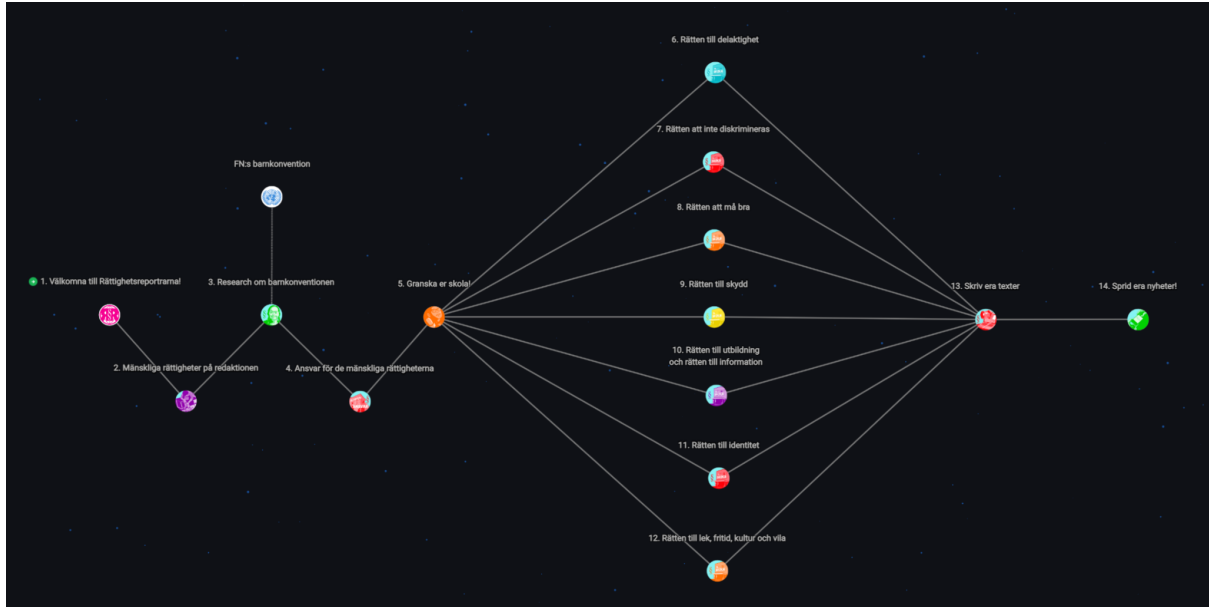 6. Rätten till delaktighet
7. Rätten att inte diskrimineras
FN:s barnkonvention
8. Rätten att må bra
1. Välkomna till Rättighetsreportrarna!
3. Research om barnkonventionen
5. Granska er skola!
9. Rätten till skydd
13. Skriv era texter
14. Sprid era nyheter!
10. Rätten till utbildning
och rätten till information
2. Mänskliga rättigheter på redaktionen
4. Ansvar för de mänskliga rättigheterna
11. Rätten till identitet
12. Rätten till lek, fritid, kultur och vila